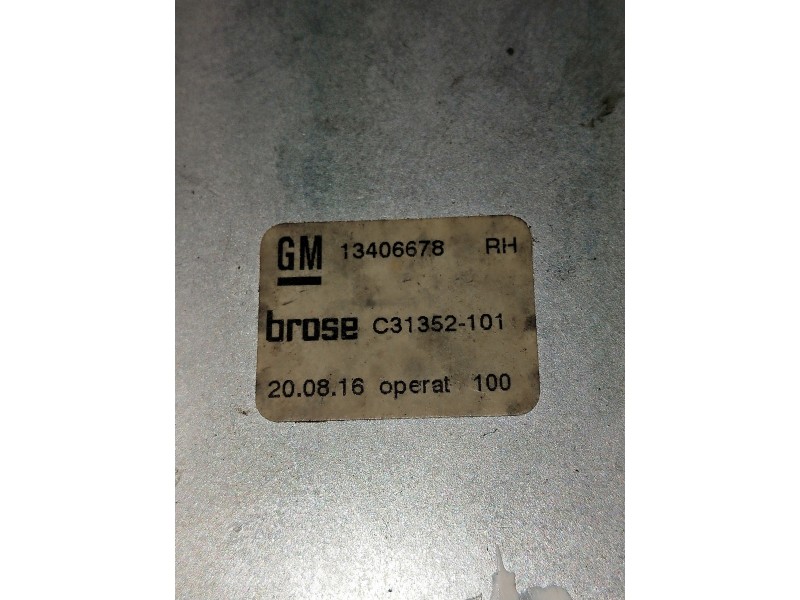 GM 13406678 RH
brose C31352-101
20.08.16 operat 100